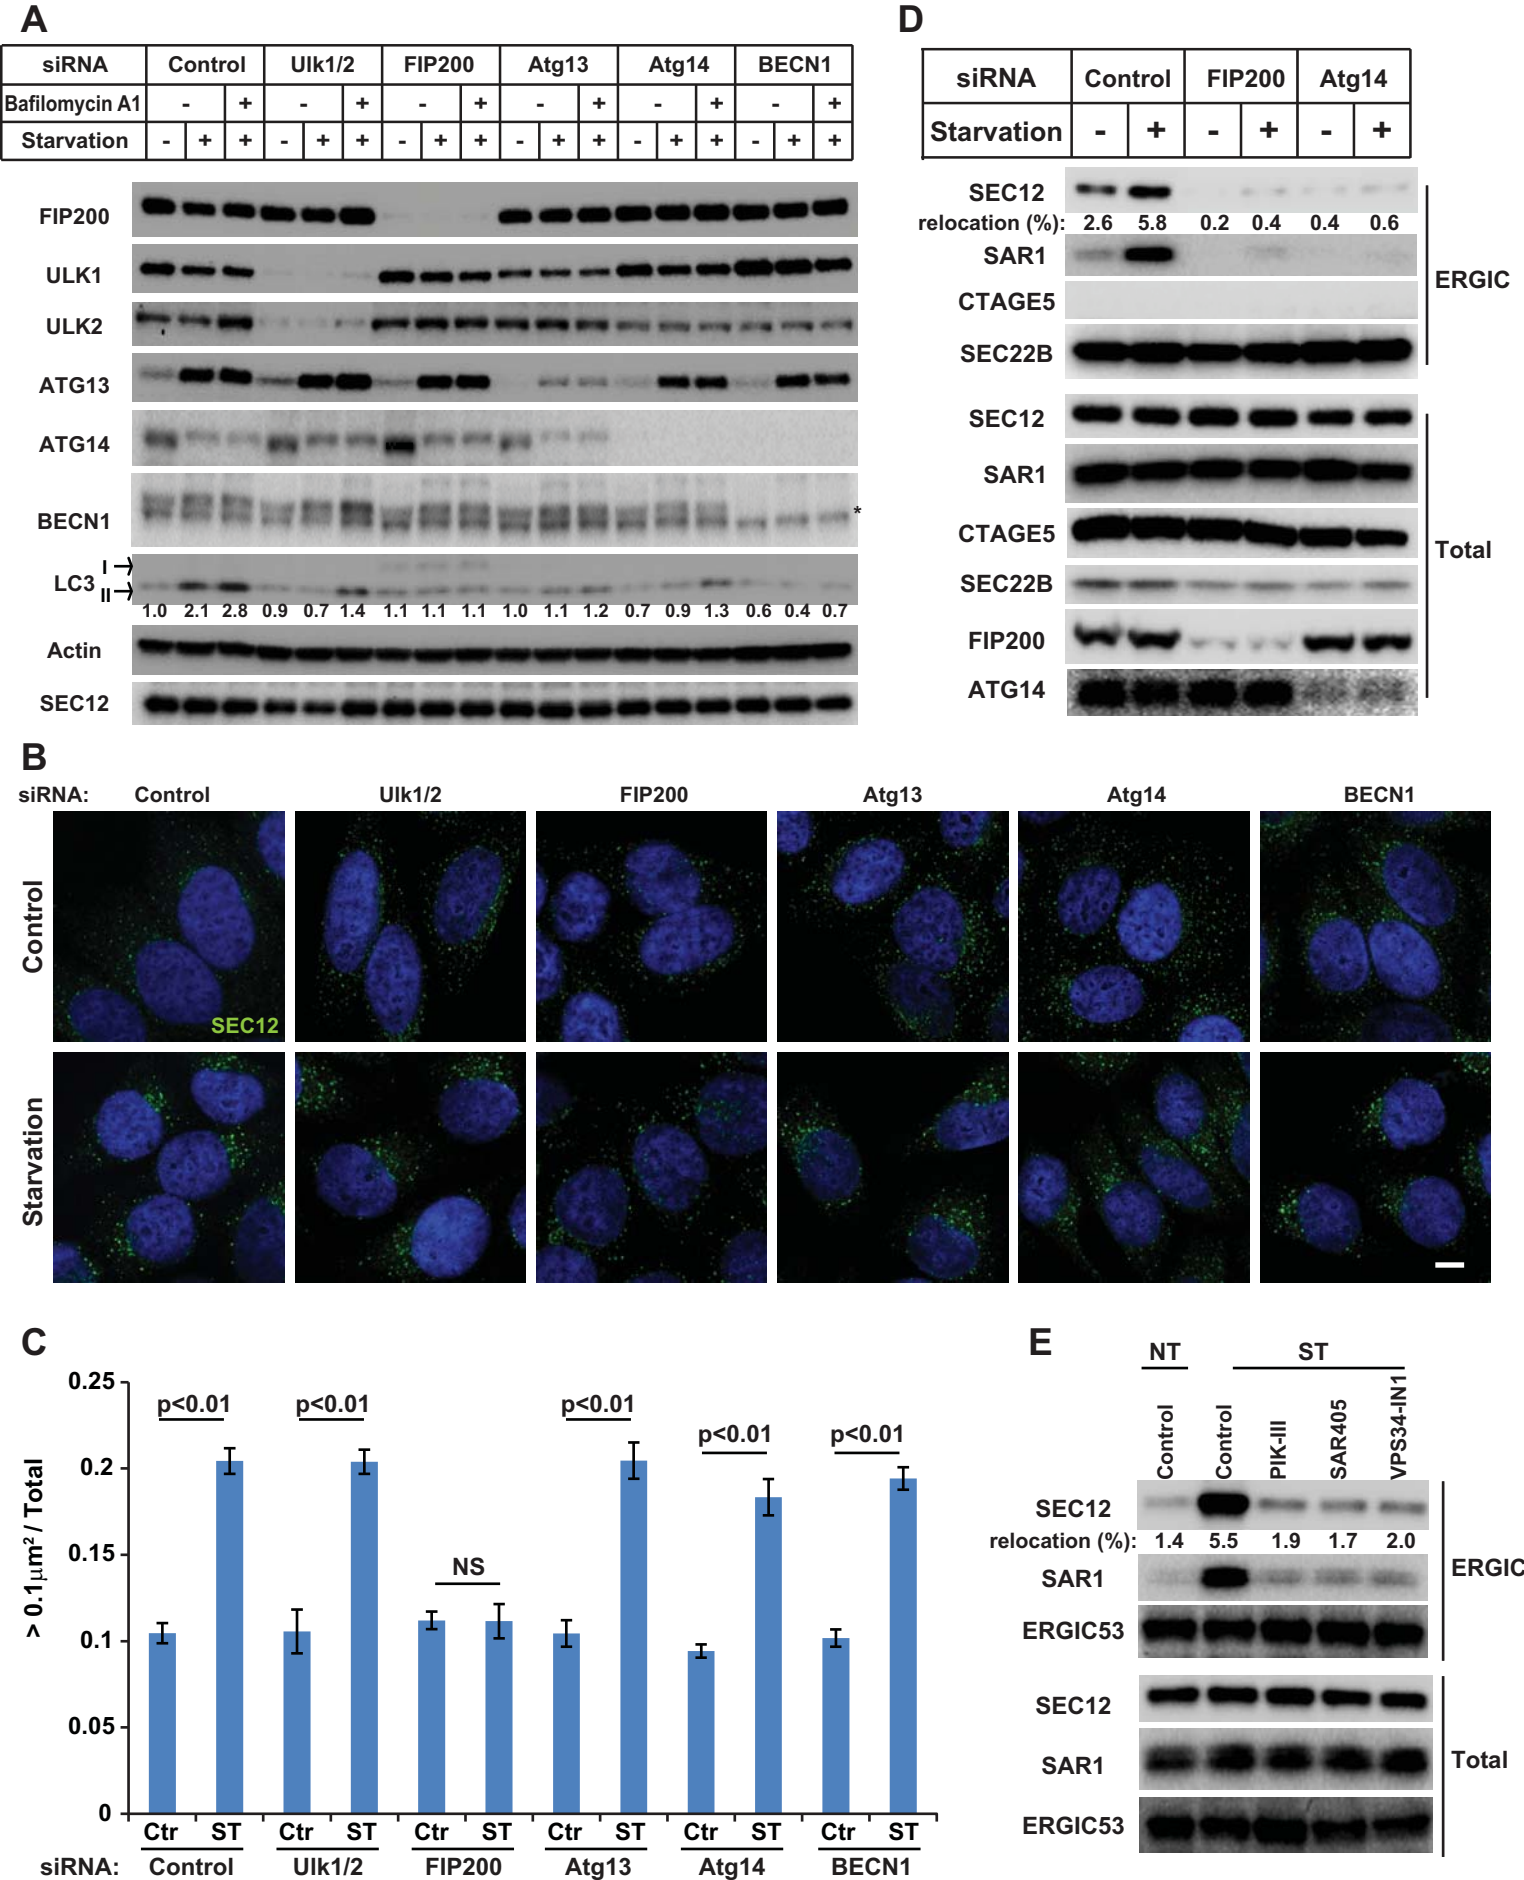 A
siRNA Control Ulk1/2 FIP200 Atg13 Atg14 BECN1
Bafilomycin A1 - + - + - + - + - + - +
Starvation - + + - + + - + + - + + - + + - + +
FIP200
ULK1
ULK2
ATG13
ATG14
BECN1 *
LC3 I
II
1.0 2.1 2.8 0.9 0.7 1.4 1.1 1.1 1.1 1.0 1.1 1.2 0.7 0.9 1.3 0.6 0.4 0.7
Actin
SEC12
D
siRNA Control FIP200 Atg14
Starvation - + - + - +
SEC12
relocation (%): 2.6 5.8 0.2 0.4 0.4 0.6
SAR1
CTAGE5
SEC22B
ERGIC
SEC12
SAR1
CTAGE5
SEC22B
FIP200
ATG14
Total
B
siRNA: Control Ulk1/2 FIP200 Atg13 Atg14 BECN1
Control
SEC12
Starvation
C
> 0.1µm² / Total
0.25
0.2
0.15
0.1
0.05
0
p<0.01 p<0.01 NS p<0.01 p<0.01 p<0.01
Ctr ST Ctr ST Ctr ST Ctr ST Ctr ST Ctr ST
siRNA: Control Ulk1/2 FIP200 Atg13 Atg14 BECN1
E
NT ST
Control Control PIK-III SAR405 VPS34-IN1
SEC12
relocation (%): 1.4 5.5 1.9 1.7 2.0
SAR1
ERGIC53
ERGIC
SEC12
SAR1
ERGIC53
Total